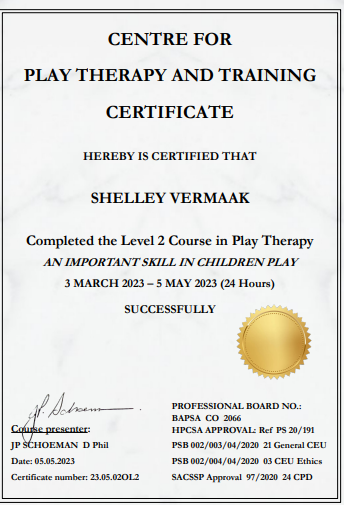 CENTRE FOR
PLAY THERAPY AND TRAINING
CERTIFICATE
HEREBY IS CERTIFIED THAT
SHELLEY VERMAAK
Completed the Level 2 Course in Play Therapy
AN IMPORTANT SKILL IN CHILDREN PLAY
3 MARCH 2023 – 5 MAY 2023 (24 Hours)
SUCCESSFULLY
J.P. Schoeman
Course presenter:
JP SCHOEMAN D Phil
Date: 05.05.2023
Certificate number: 23.05.02OL2
PROFESSIONAL BOARD NO.:
BAPSA CO 2066
HPCSA APPROVAL: Ref PS 20/191
PSB 002/003/04/2020 21 General CEU
PSB 002/004/04/2020 03 CEU Ethics
SACSSP Approval 97/2020 24 CPD